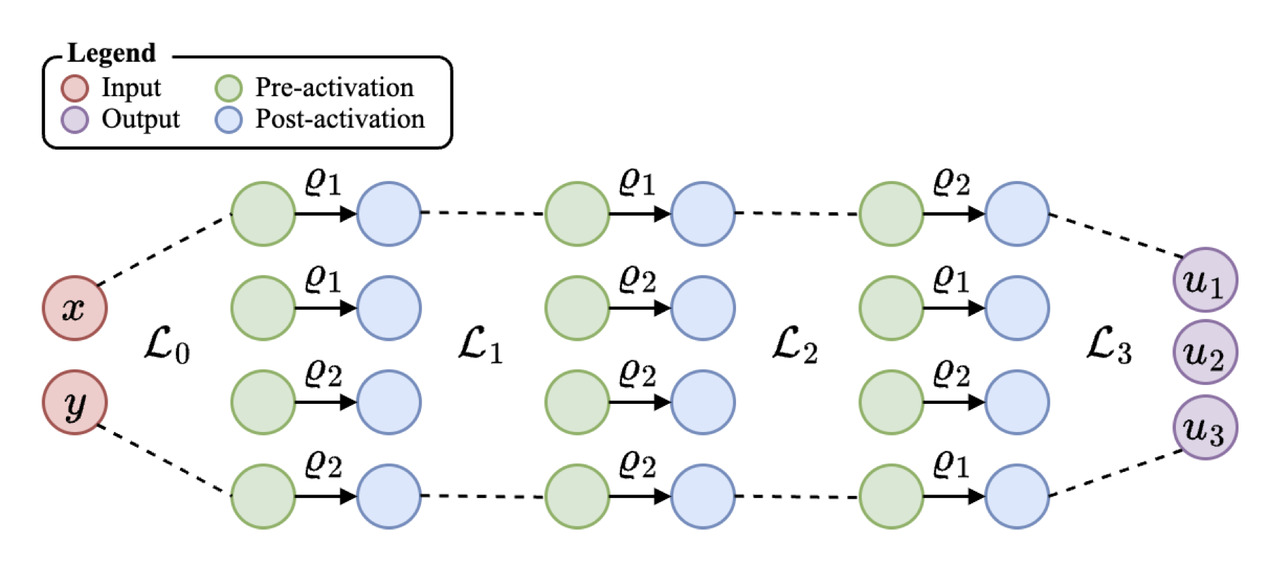 Legend
Input Pre-activation
Output Post-activation
ϱ1 ϱ1 ϱ2
x ϱ1 ϱ2 ϱ1 u1
ℒ0 ℒ1 ℒ2 ℒ3 u2
y ϱ2 ϱ2 ϱ2 u3
ϱ2 ϱ2 ϱ1